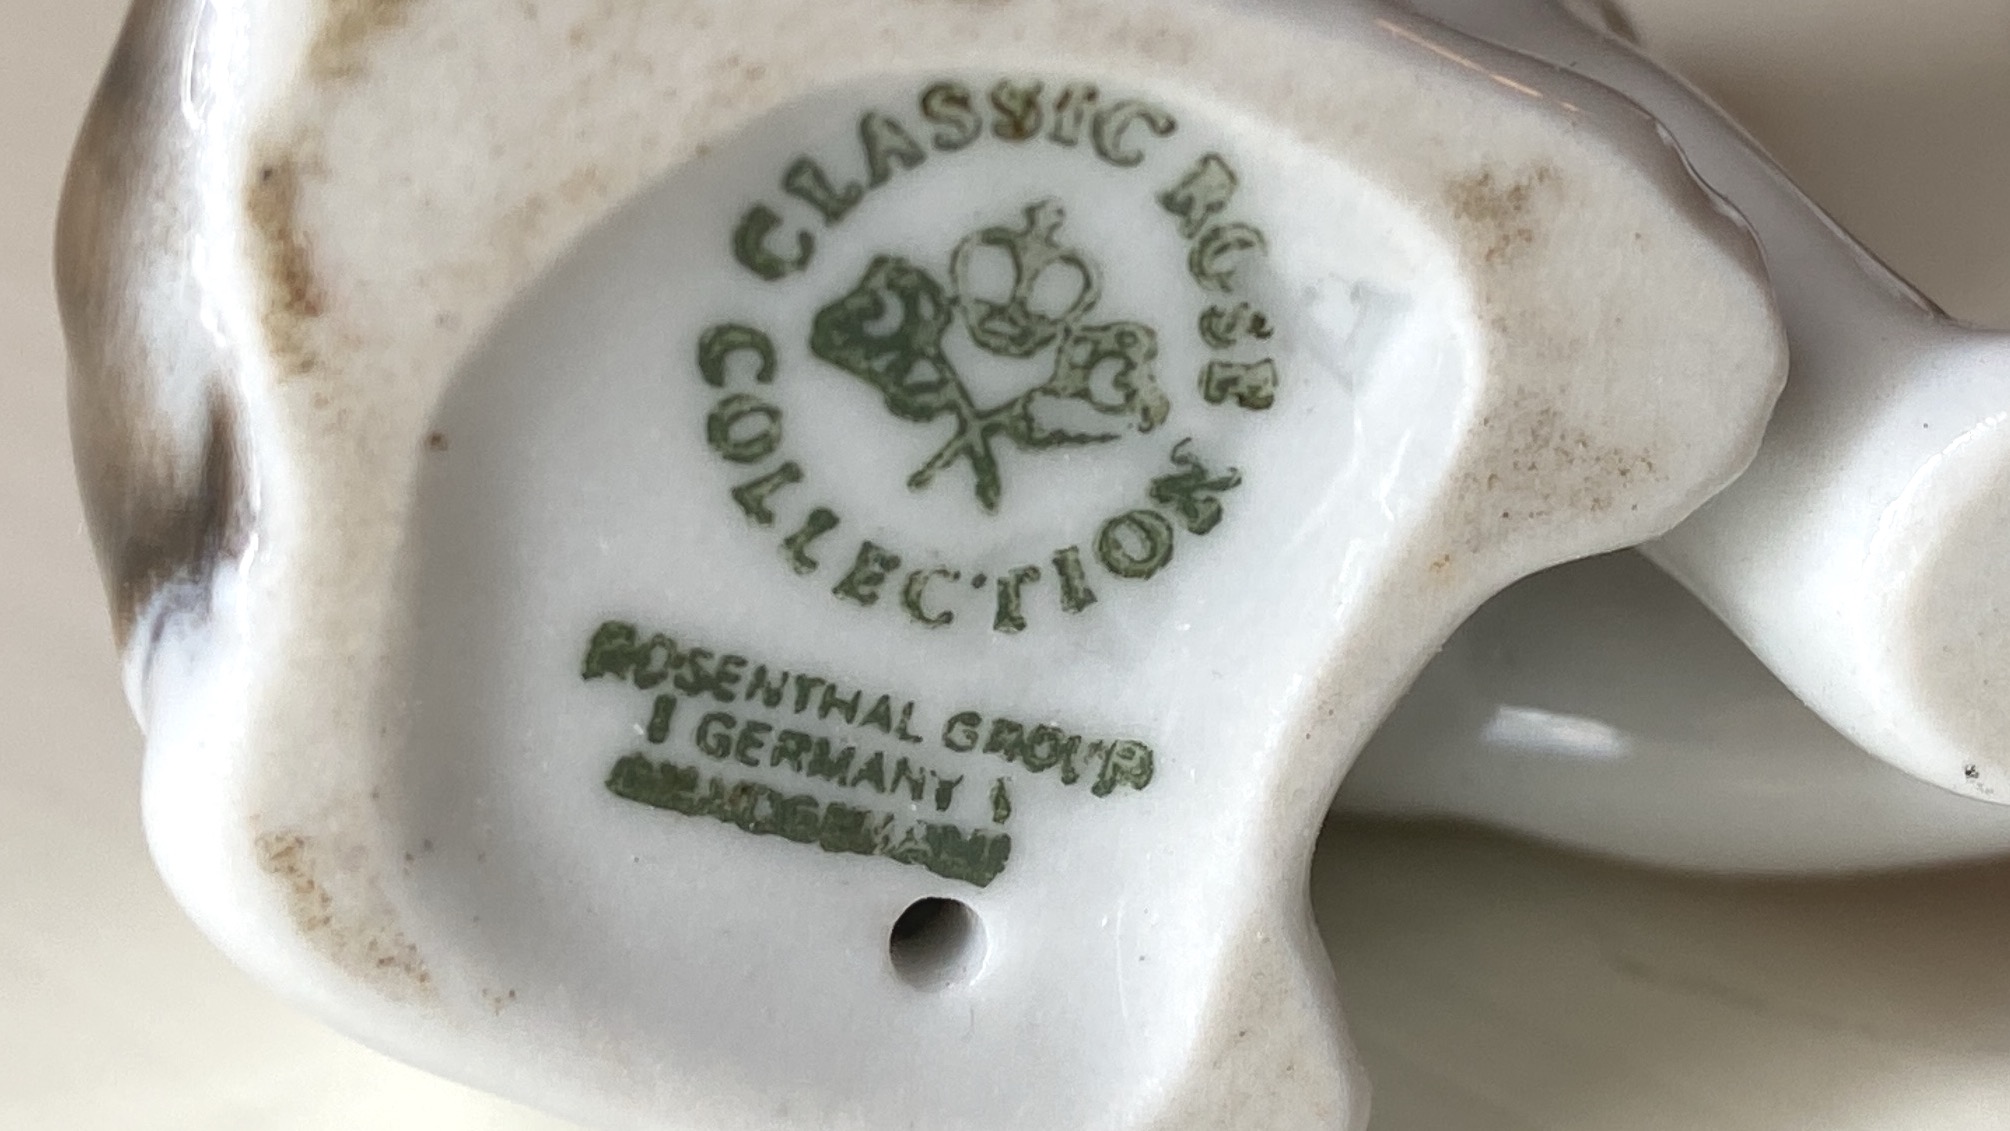 CLASSIC ROSE
COLLECTION
ROSENTHAL GROUP
GERMANY